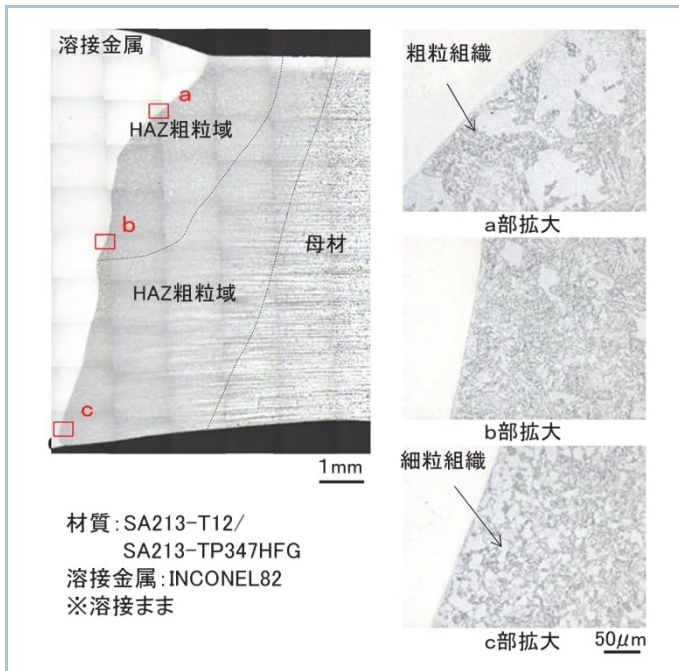 溶接金属
a
HAZ粗粒域
b
母材
HAZ粗粒域
c
1mm
材質:SA213-T12/
SA213-TP347HFG
溶接金属:INCONEL82
※溶接まま
粗粒組織
a部拡大
b部拡大
細粒組織
c部拡大
50μm